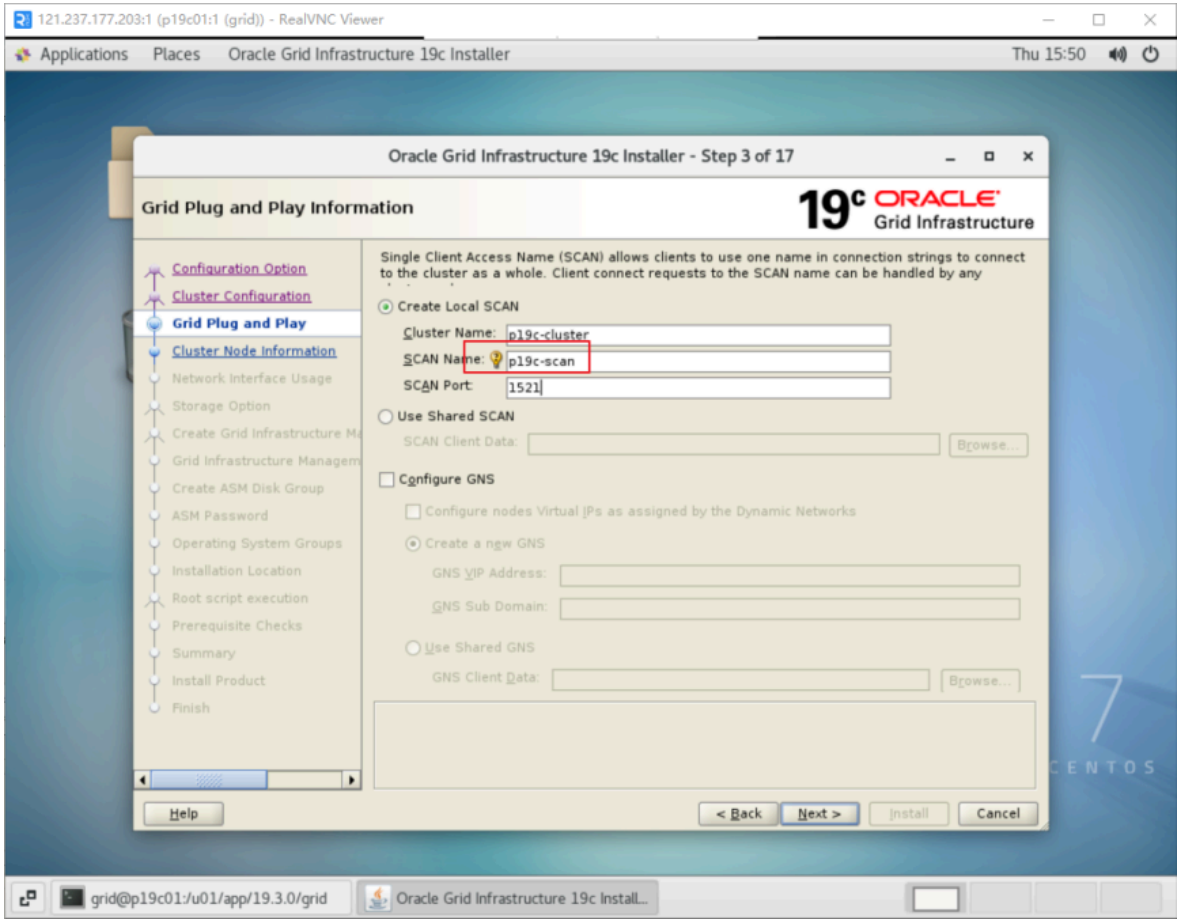 121.237.177.203:1 (p19c01:1 (grid)) - RealVNC Viewer
Applications Places Oracle Grid Infrastructure 19c Installer Thu 15:50
Oracle Grid Infrastructure 19c Installer - Step 3 of 17
Grid Plug and Play Information
19c ORACLE
Grid Infrastructure
Configuration Option
Cluster Configuration
Grid Plug and Play
Cluster Node Information
Network Interface Usage
Storage Option
Create Grid Infrastructure Ma
Grid Infrastructure Managem
Create ASM Disk Group
ASM Password
Operating System Groups
Installation Location
Root script execution
Prerequisite Checks
Summary
Install Product
Finish
Single Client Access Name (SCAN) allows clients to use one name in connection strings to connect
to the cluster as a whole. Client connect requests to the SCAN name can be handled by any
Create Local SCAN
Cluster Name: p19c-cluster
SCAN Name: p19c-scan
SCAN Port: 1521
Use Shared SCAN
SCAN Client Data: Browse...
Configure GNS
Configure nodes Virtual IPs as assigned by the Dynamic Networks
Create a new GNS
GNS VIP Address:
GNS Sub Domain:
Use Shared GNS
GNS Client Data: Browse...
7
CENTOS
Help < Back Next > Install Cancel
grid@p19c01:/u01/app/19.3.0/grid Oracle Grid Infrastructure 19c Install...